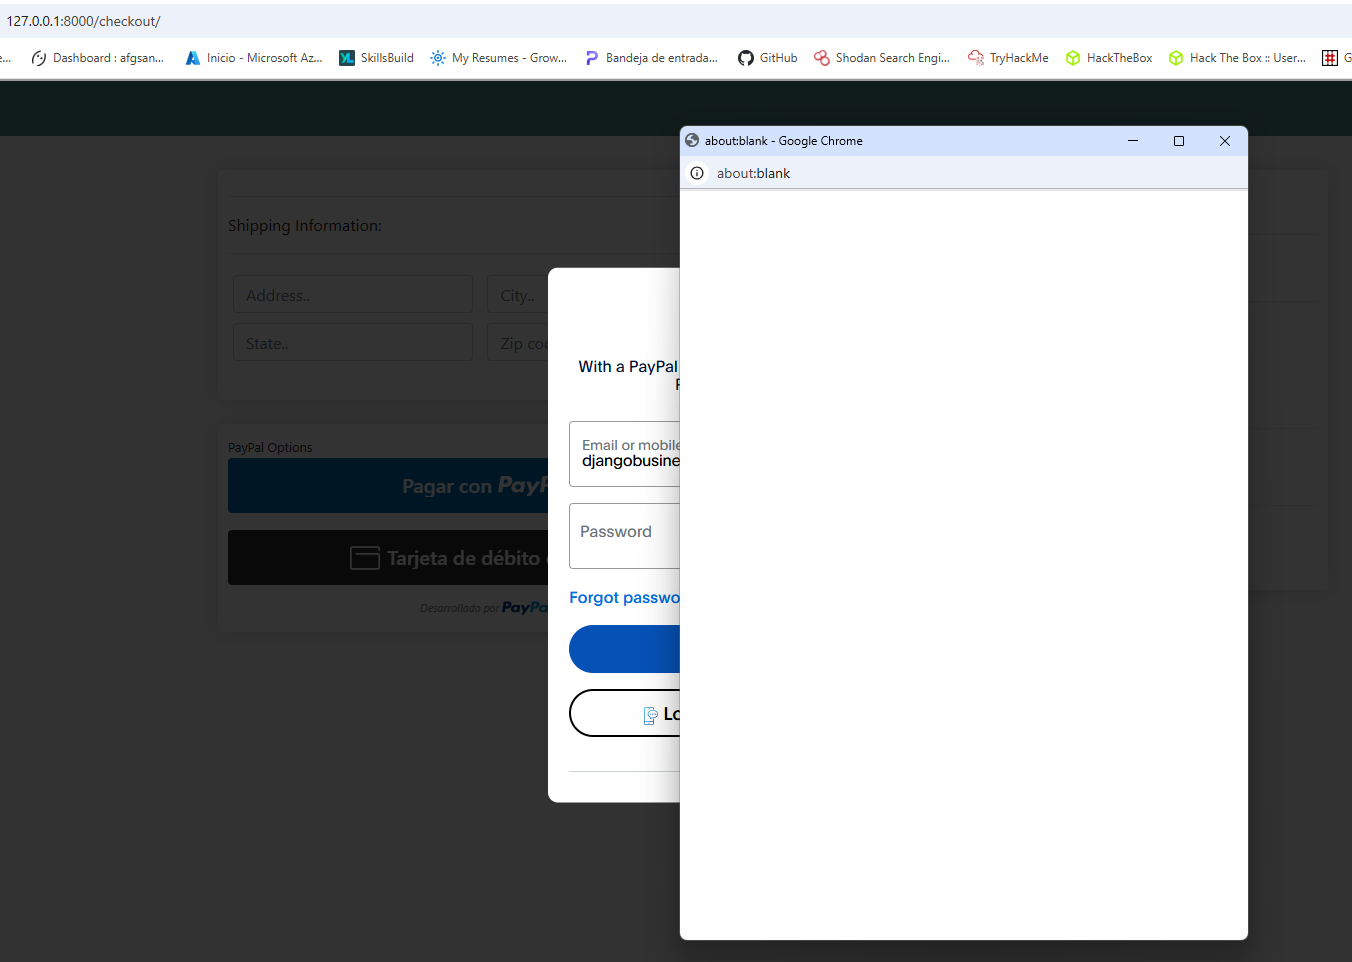 127.0.0.1:8000/checkout/
e... Dashboard : afgsan... Inicio - Microsoft Az... SkillsBuild My Resumes - Grow... Bandeja de entrada... GitHub Shodan Search Engi... TryHackMe HackTheBox Hack The Box :: User... G
about:blank - Google Chrome
about:blank
Shipping Information:
Address.. City..
State.. Zip co
With a PayPal
Email or mobile
djangobusine
PayPal Options
Pagar con PayP
Password
Tarjeta de débito
Forgot passwo
Desarrollado por PayPa
Lo